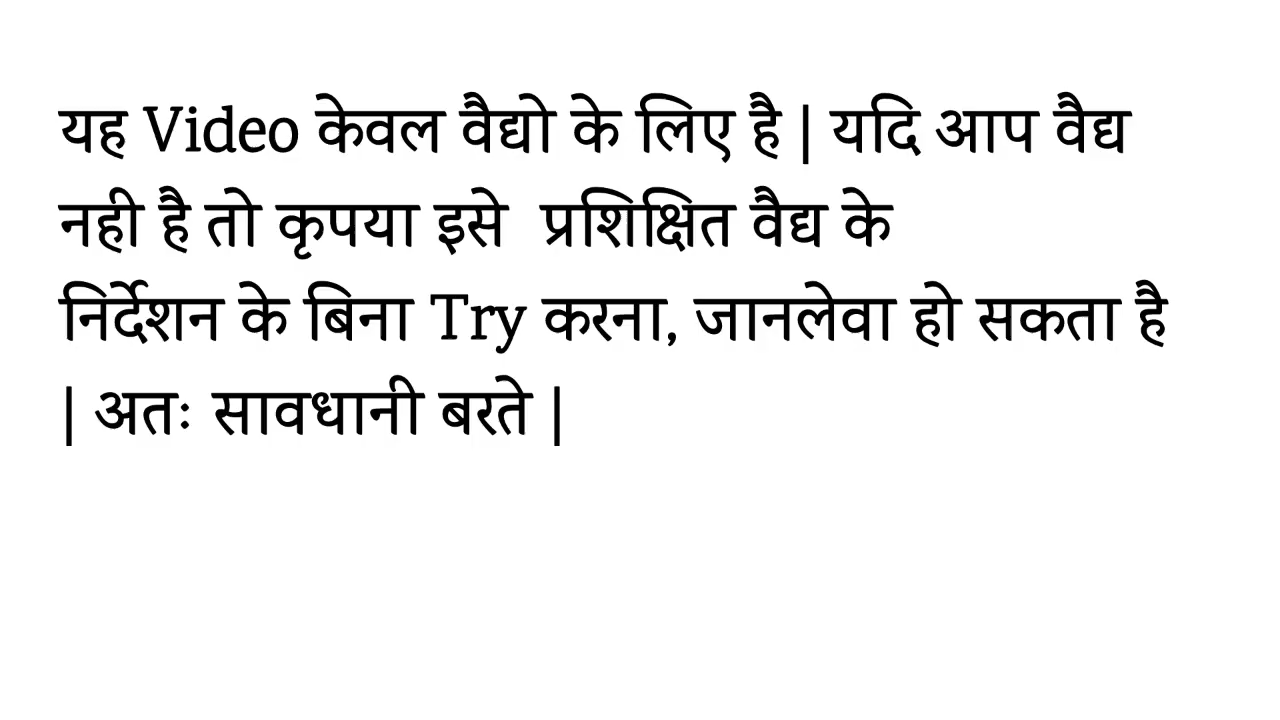 यह Video केवल वैद्यो के लिए है | यदि आप वैद्य
नही है तो कृपया इसे प्रशिक्षित वैद्य के
निर्देशन के बिना Try करना, जानलेवा हो सकता है
| अतः सावधानी बरते |